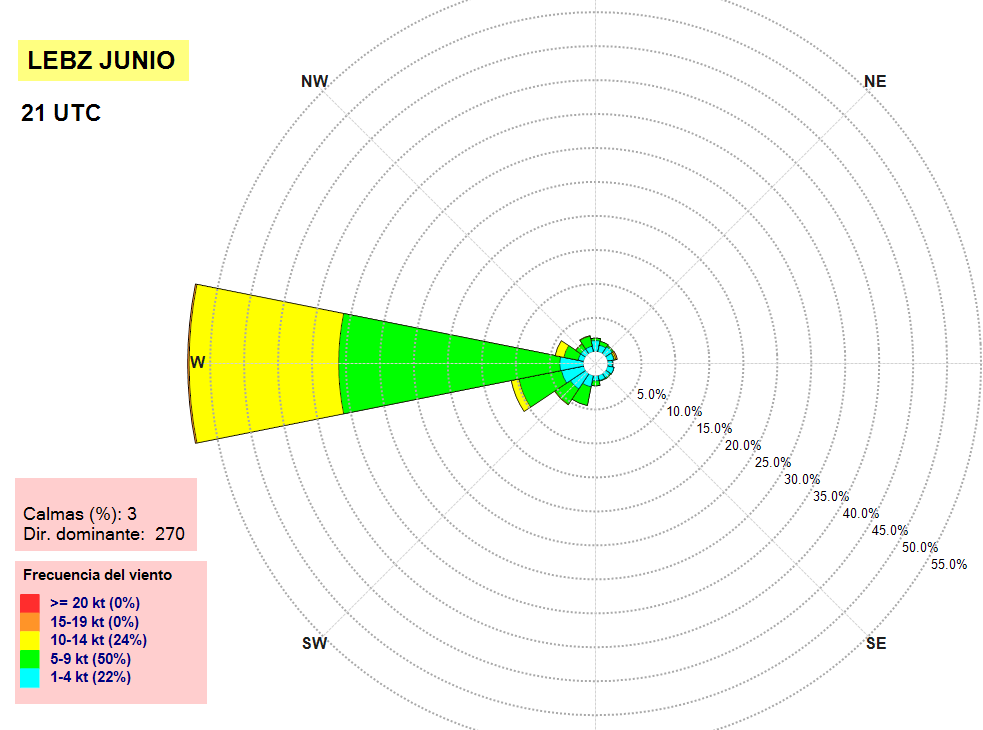 LEBZ JUNIO
21 UTC
NW
NE
W
SW
SE
5.0%
10.0%
15.0%
20.0%
25.0%
30.0%
35.0%
40.0%
45.0%
50.0%
55.0%
Calmas (%): 3
Dir. dominante: 270
Frecuencia del viento
>= 20 kt (0%)
15-19 kt (0%)
10-14 kt (24%)
5-9 kt (50%)
1-4 kt (22%)